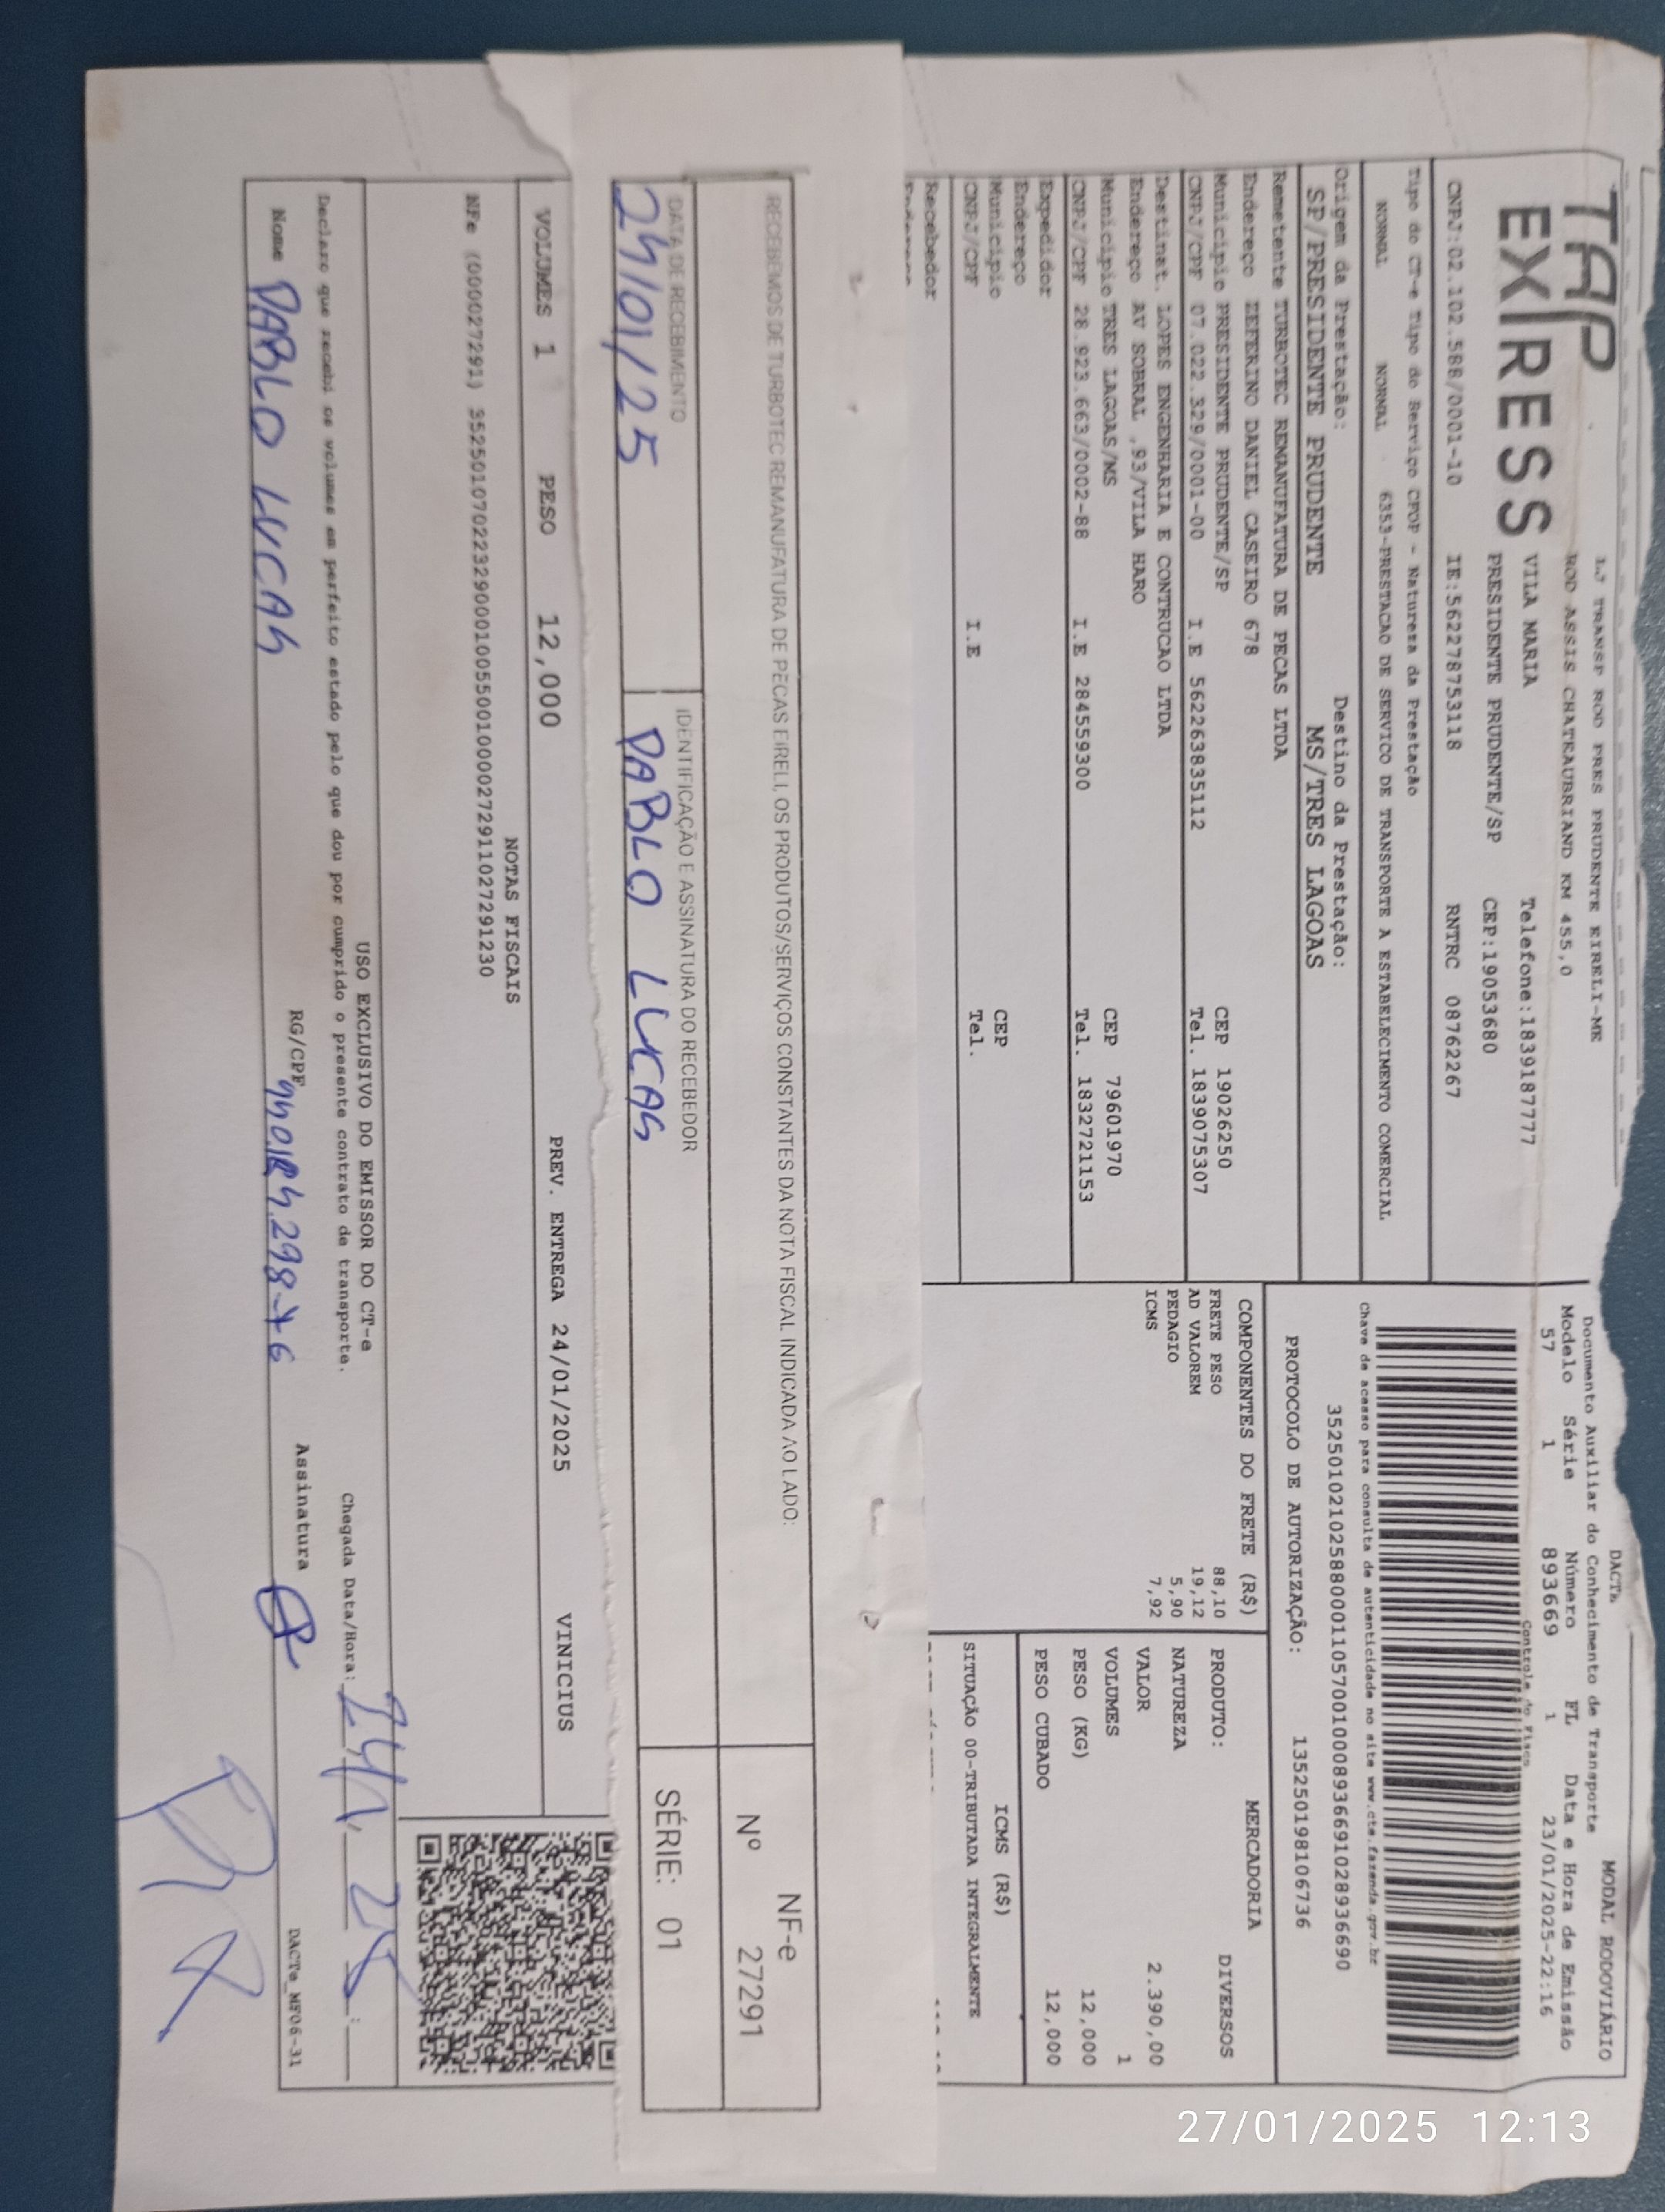 TAP
EXPRESS
L.J TRANSP ROD PRES PRUDENTE EIRELI-ME
ROD ASSIS CHATEAUBRIAND KM 455,0
VILA MARIA Telefone:1839187777
PRESIDENTE PRUDENTE/SP CEP:19053680
CNPJ:02.102.588/0001-10 IE:562278753118 RNTRC 08762267
DACTe
Documento Auxiliar do Conhecimento de Transporte
MODAL RODOVIÁRIO
Modelo Série Número FL Data e Hora de Emissão
57 1 893669 1 23/01/2025-22:16
Controle do Fisco
Chave de acesso para consulta de autenticidade no site www.cte.fazenda.gov.br
35250102102588000110570010008936691028936690
PROTOCOLO DE AUTORIZAÇÃO: 135250198106736
Tipo do CT-e Tipo do Serviço CFOP - Natureza da Prestação
NORMAL NORMAL 6353-PRESTACAO DE SERVICO DE TRANSPORTE A ESTABELECIMENTO COMERCIAL
Origem da Prestação: Destino da Prestação:
SP/PRESIDENTE PRUDENTE MS/TRES LAGOAS
Remetente TURBOTEC REMANUFATURA DE PECAS LTDA
Endereço ZEFERINO DANIEL CASEIRO 678
Município PRESIDENTE PRUDENTE/SP CEP 19026250
CNPJ/CPF 07.022.329/0001-00 I.E 562263835112 Tel. 1839075307
Destinat. LOPES ENGENHARIA E CONTRUCAO LTDA
Endereço AV SOBRAL ,93/VILA HARO
Município TRES LAGOAS/MS CEP 79601970
CNPJ/CPF 28.923.663/0002-88 I.E 284559300 Tel. 1832721153
Expedidor
Endereço
Município CEP
CNPJ/CPF I.E Tel.
Recebedor
COMPONENTES DO FRETE (R$)
FRETE PESO 88,10
AD VALOREM 19,12
PEDAGIO 5,90
ICMS 7,92
MERCADORIA
PRODUTO: DIVERSOS
NATUREZA
VALOR 2.390,00
VOLUMES 1
PESO (KG) 12,000
PESO CUBADO 12,000
ICMS (R$)
SITUAÇÃO 00-TRIBUTADA INTEGRALMENTE
RECEBEMOS DE TURBOTEC REMANUFATURA DE PECAS EIRELI, OS PRODUTOS/SERVIÇOS CONSTANTES DA NOTA FISCAL INDICADA AO LADO:
NF-e
Nº 27291
SÉRIE: 01
DATA DE RECEBIMENTO IDENTIFICAÇÃO E ASSINATURA DO RECEBEDOR
24/01/25 PABLO LUCAS
VOLUMES 1 PESO 12,000 PREV. ENTREGA 24/01/2025 VINICIUS
NOTAS FISCAIS
NFe (000027291) 35250107022329000100550010000272911027291230
USO EXCLUSIVO DO EMISSOR DO CT-e
Declaro que recebi os volumes em perfeito estado pelo que dou por cumprido o presente contrato de transporte.
Chegada Data/Hora:
Nome PABLO LUCAS RG/CPF Assinatura
DACTe_MF06-31
27/01/2025 12:13